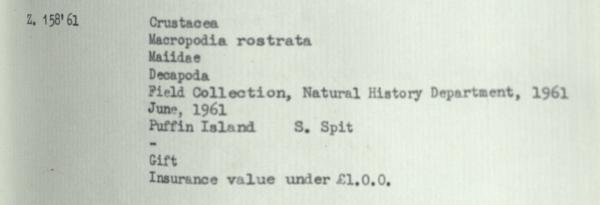 Z. 158'61 Crustacea
Macropodia rostrata
Maiidae
Decapoda
Field Collection, Natural History Department, 1961
June, 1961
Puffin Island S. Spit
-
Gift
Insurance value under £1.0.0.